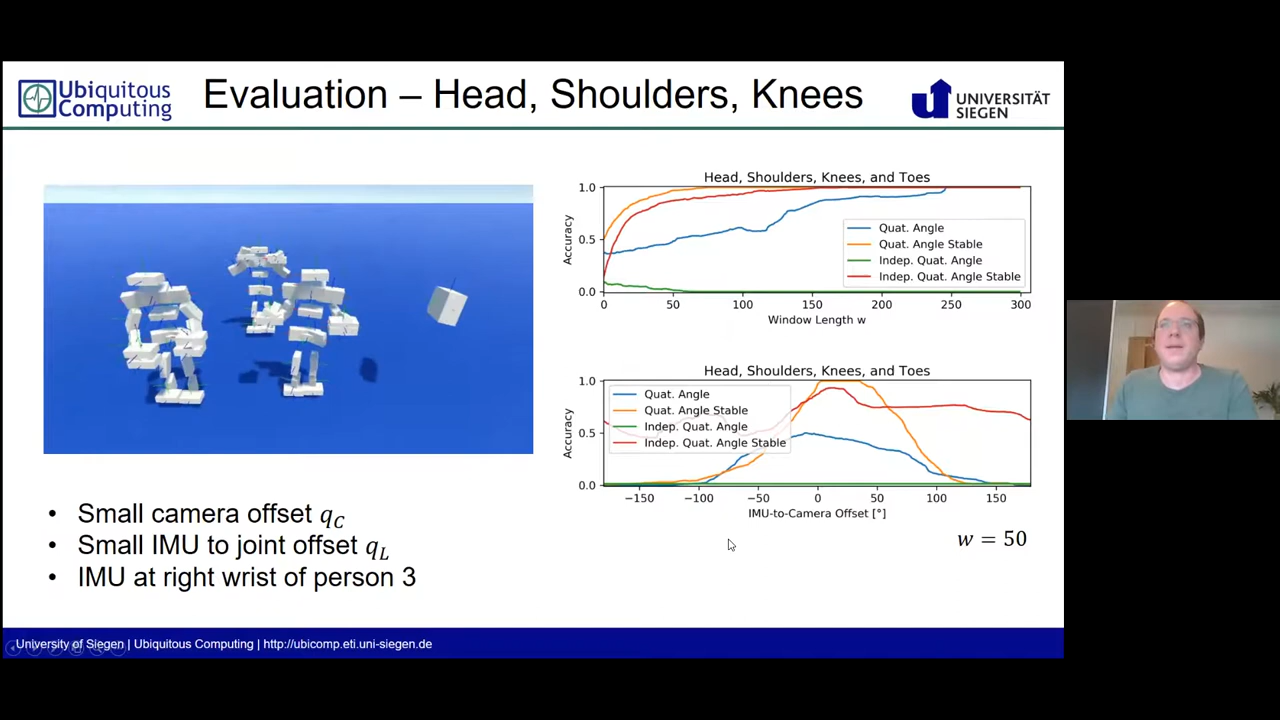 Ubiquitous
Computing
Evaluation – Head, Shoulders, Knees
UNIVERSITÄT
SIEGEN
Head, Shoulders, Knees, and Toes
1.0
0.5
0.0
Accuracy
Quat. Angle
Quat. Angle Stable
Indep. Quat. Angle
Indep. Quat. Angle Stable
0 50 100 150 200 250 300
Window Length w
Head, Shoulders, Knees, and Toes
1.0
0.5
0.0
Accuracy
Quat. Angle
Quat. Angle Stable
Indep. Quat. Angle
Indep. Quat. Angle Stable
−150 −100 −50 0 50 100 150
IMU-to-Camera Offset [°]
w = 50
• Small camera offset q_C
• Small IMU to joint offset q_L
• IMU at right wrist of person 3
University of Siegen | Ubiquitous Computing | http://ubicomp.eti.uni-siegen.de